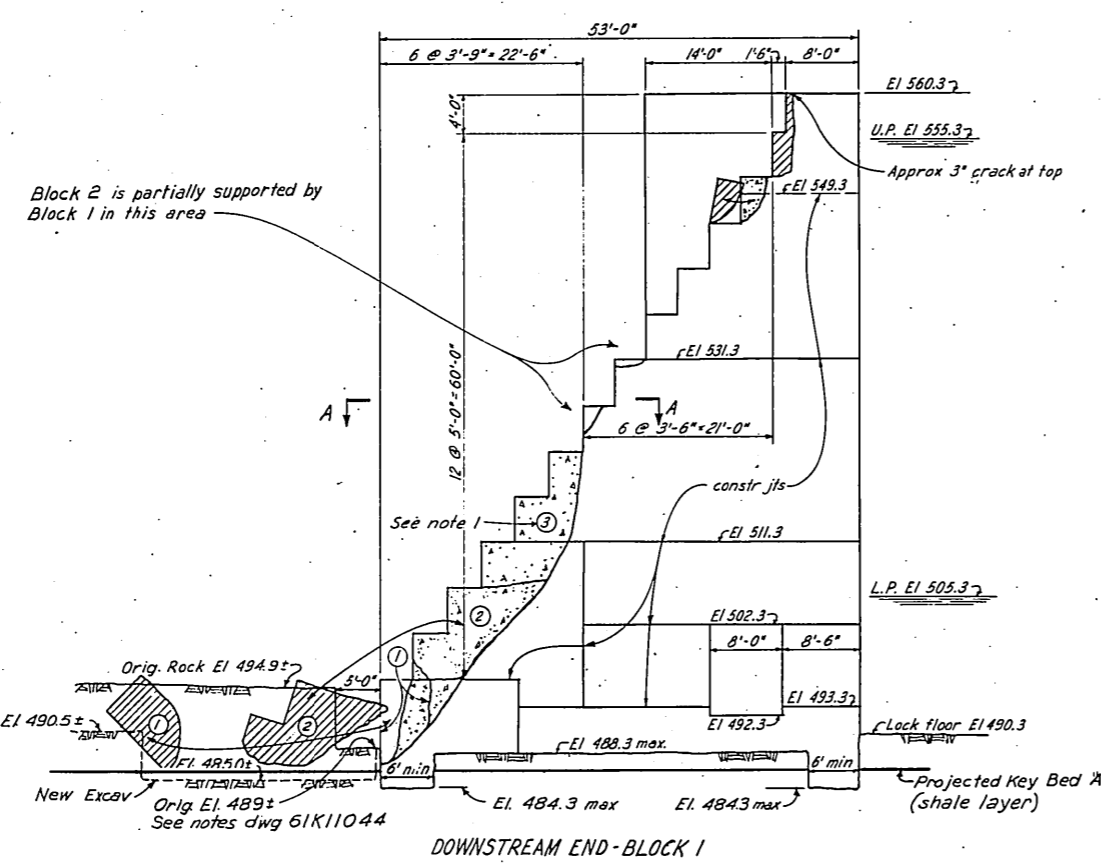 53'-0"
6 @ 3'-9" = 22'-6"
14'-0"
1'6"
8'-0"
El 560.3
4'-0"
U.P. El 555.3
Approx 3" crack at top
El 549.3
Block 2 is partially supported by
Block 1 in this area
12 @ 5'-0" = 60'-0"
El 531.3
A
A
6 @ 3'-6" = 21'-0"
constr jts
See note 1
3
El 511.3
L.P. El 505.3
2
El 502.3
8'-0"
8'-6"
1
Orig. Rock El 494.9±
5'-0"
El 493.3
El 490.5±
1
2
El 492.3
Lock floor El 490.3
El 488.3 max.
El. 485.0±
6' min
6' min
New Excav
Orig. El. 489±
See notes dwg 61K11044
El. 484.3 max
El. 484.3 max
Projected Key Bed "A"
(shale layer)
DOWNSTREAM END - BLOCK 1